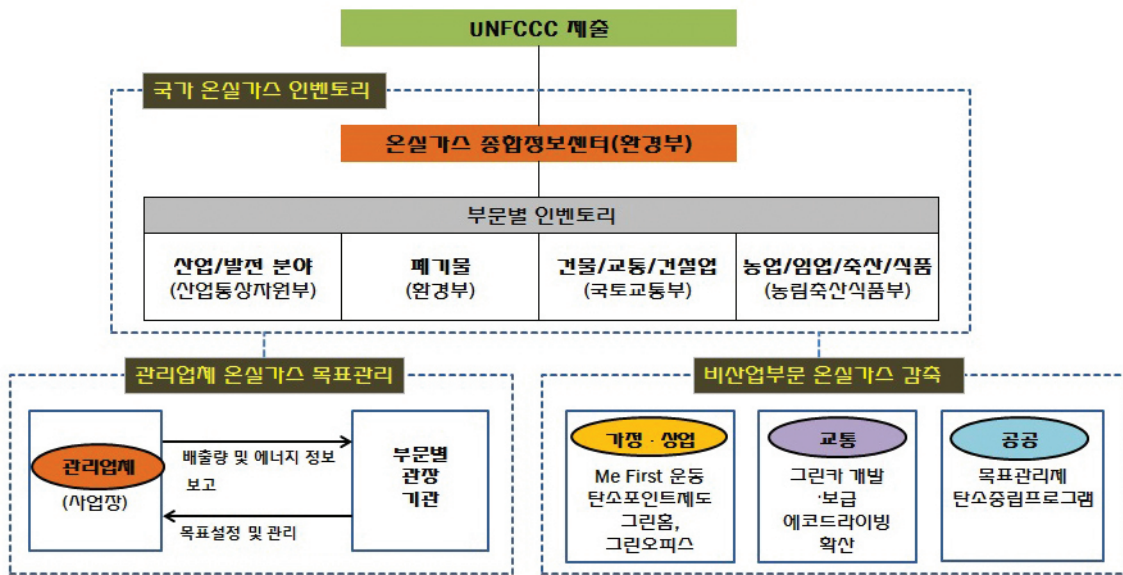 UNFCCC 제출
국가 온실가스 인벤토리
온실가스 종합정보센터(환경부)
부문별 인벤토리
산업/발전 분야
(산업통상자원부)
폐기물
(환경부)
건물/교통/건설업
(국토교통부)
농업/임업/축산/식품
(농림축산식품부)
관리업체 온실가스 목표관리
관리업체
(사업장)
배출량 및 에너지 정보
보고
목표설정 및 관리
부문별
관장
기관
비산업부문 온실가스 감축
가정 · 상업
Me First 운동
탄소포인트제도
그린홈,
그린오피스
교통
그린카 개발
·보급
에코드라이빙
확산
공공
목표관리제
탄소중립프로그램